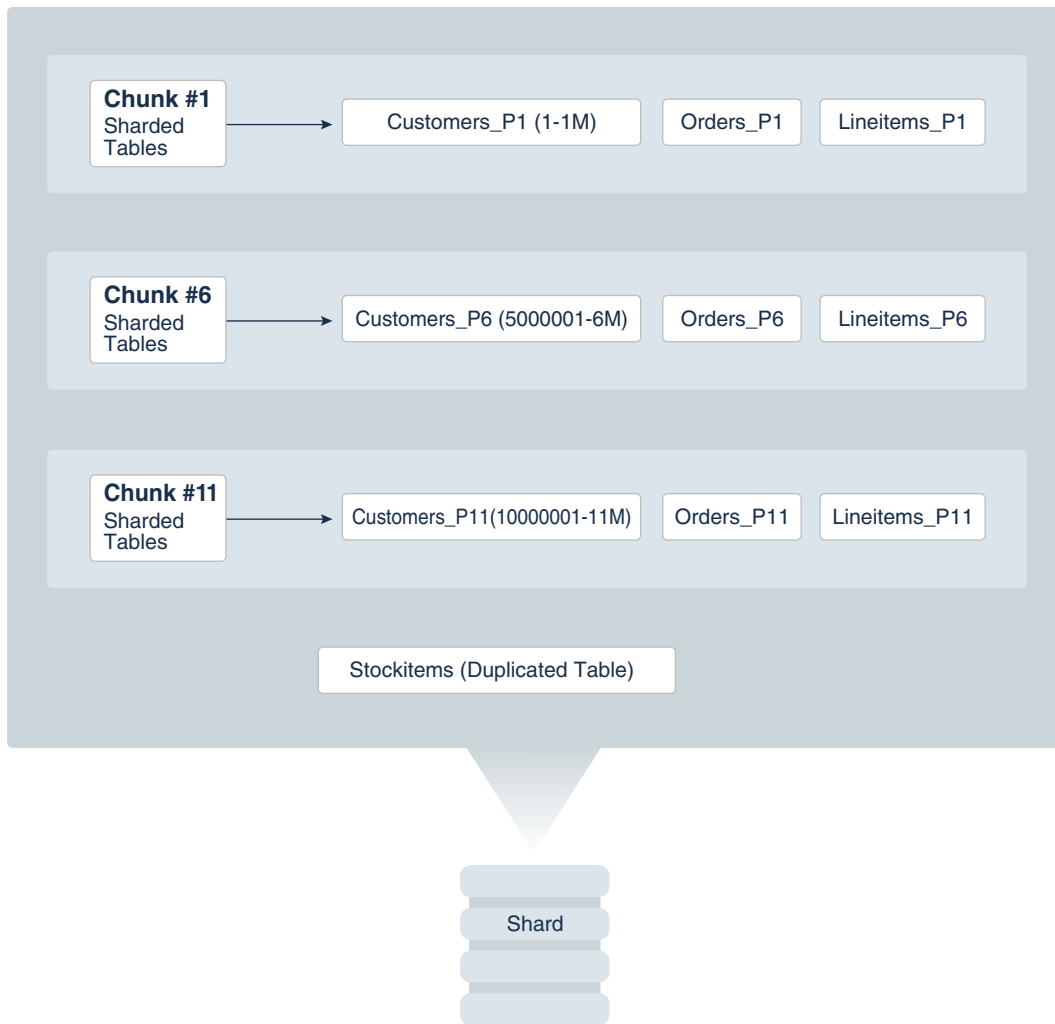 Chunk #1
Sharded
Tables
Customers_P1 (1-1M)
Orders_P1
Lineitems_P1
Chunk #6
Sharded
Tables
Customers_P6 (5000001-6M)
Orders_P6
Lineitems_P6
Chunk #11
Sharded
Tables
Customers_P11(10000001-11M)
Orders_P11
Lineitems_P11
Stockitems (Duplicated Table)
Shard